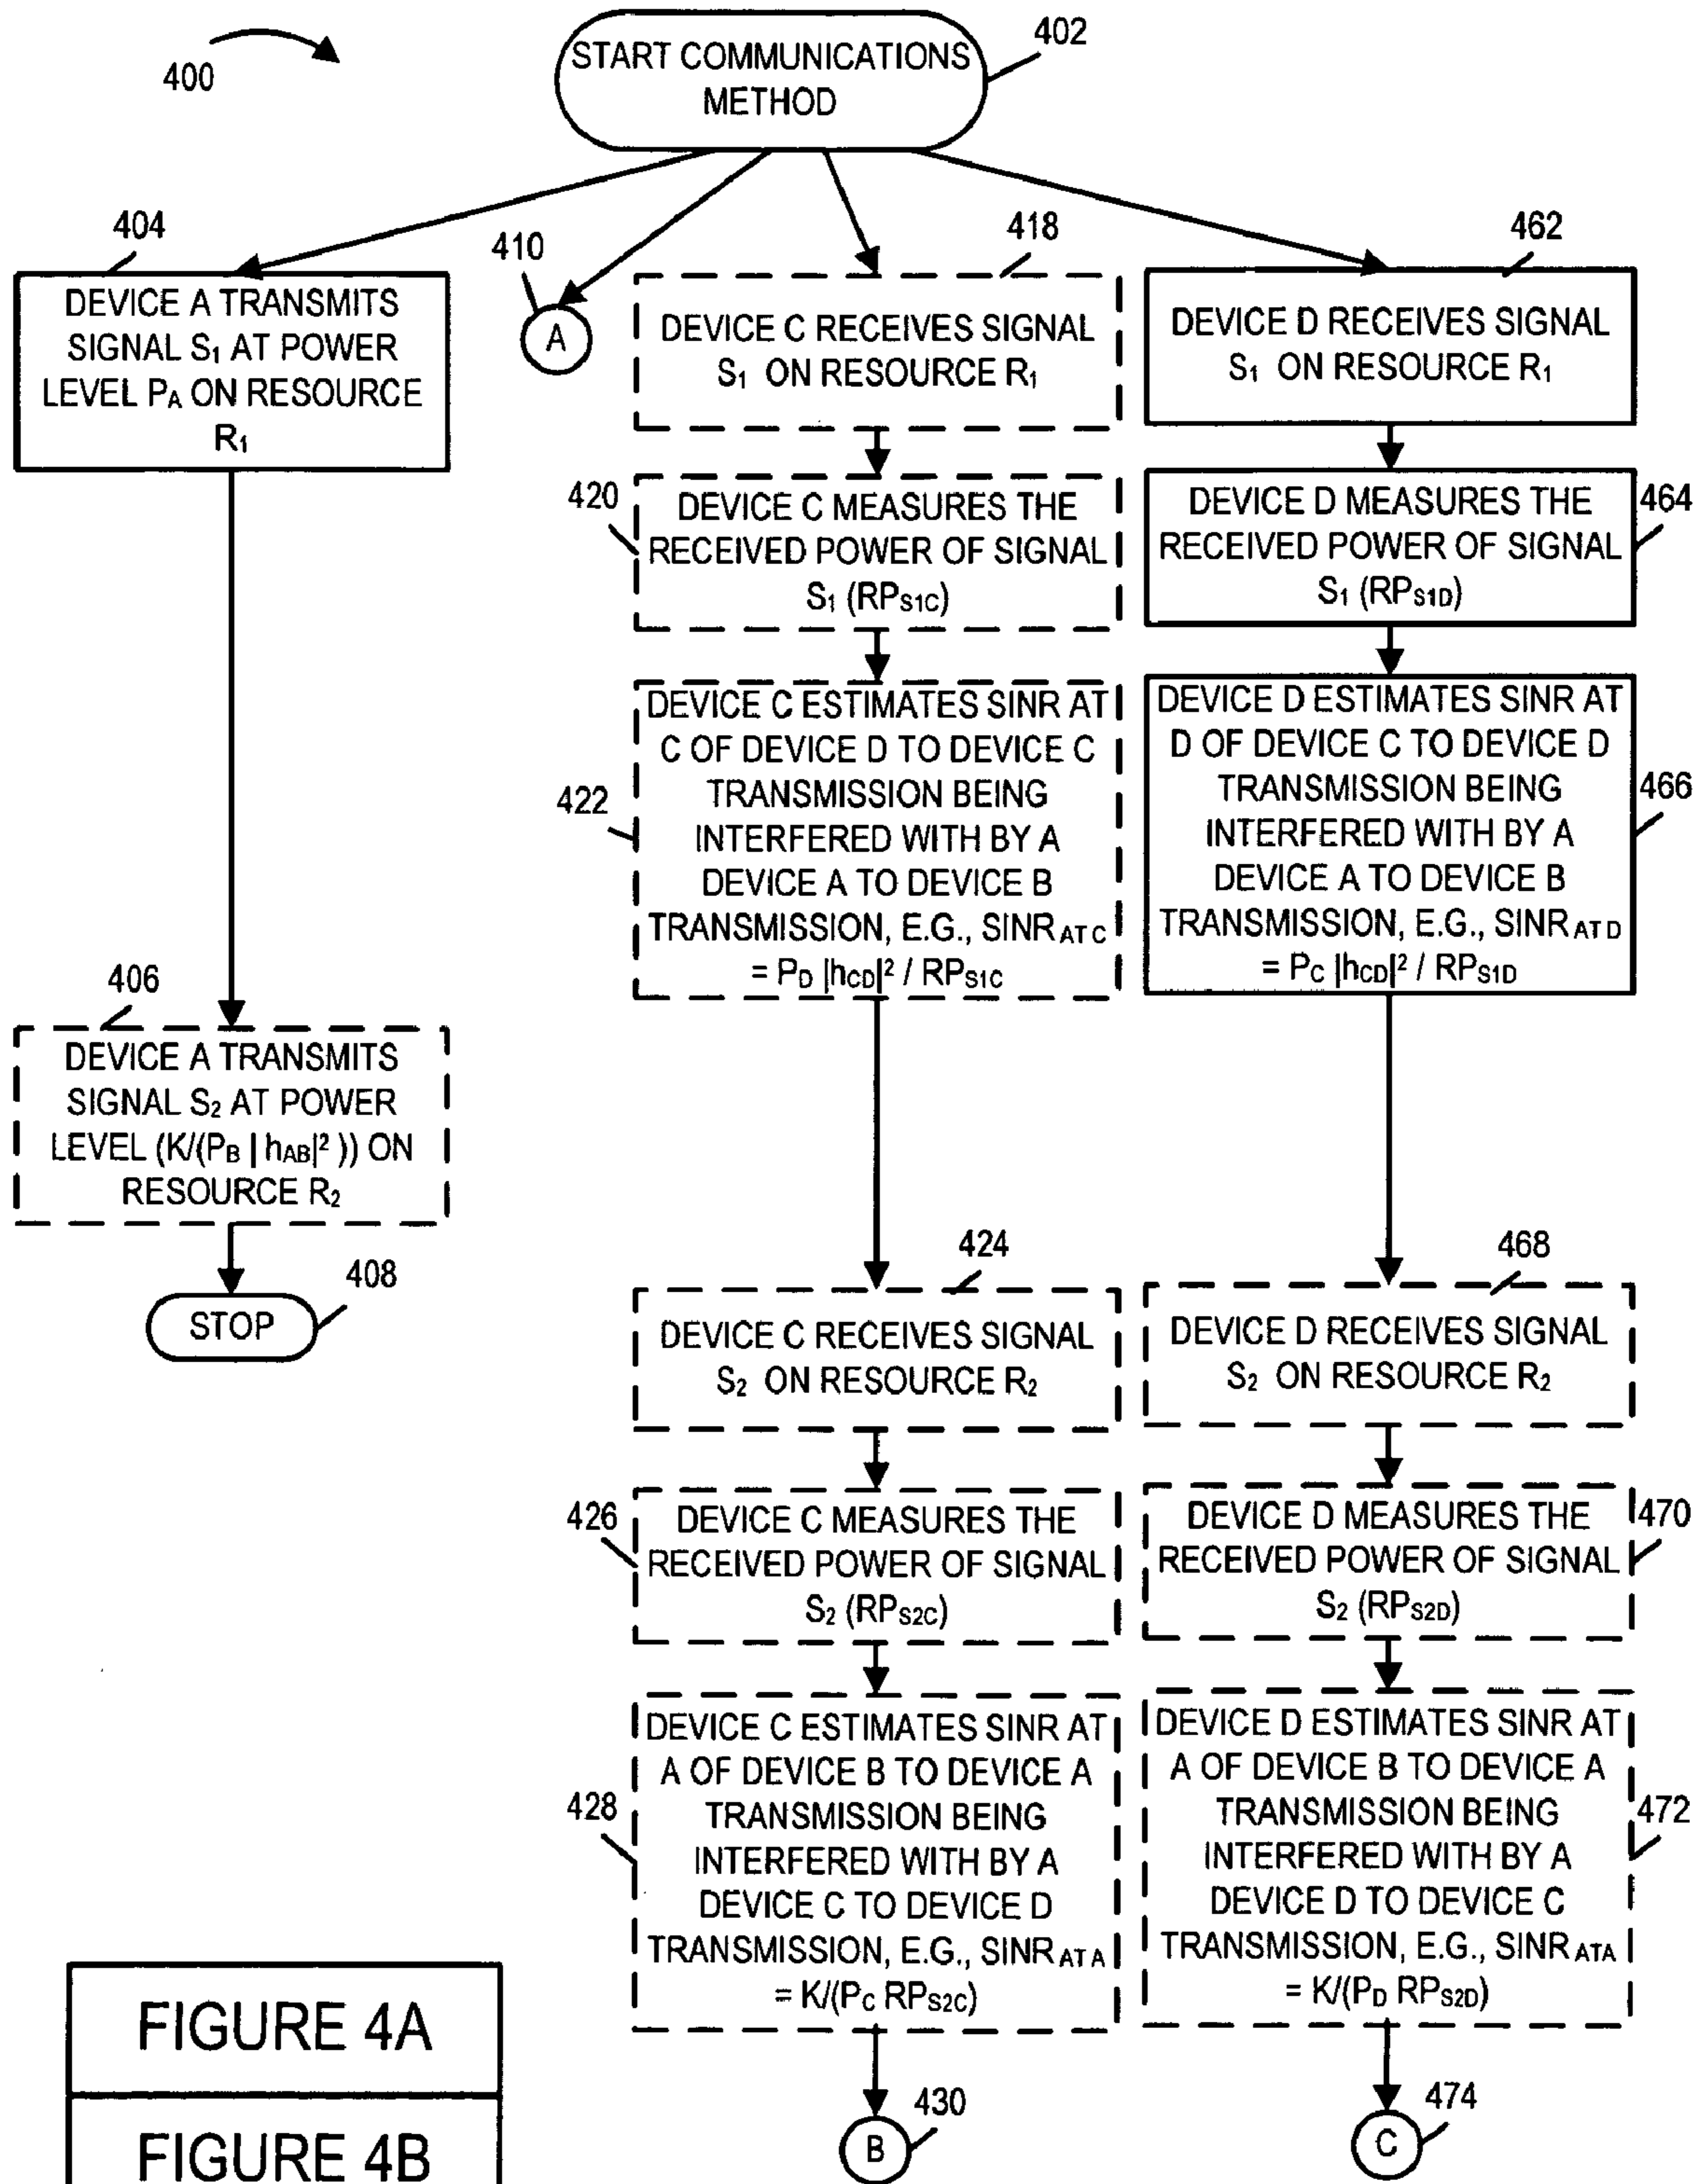 400
START COMMUNICATIONS
METHOD
402
404
DEVICE A TRANSMITS
SIGNAL S₁ AT POWER
LEVEL Pᴀ ON RESOURCE
R₁
410
A
418
DEVICE C RECEIVES SIGNAL
S₁ ON RESOURCE R₁
462
DEVICE D RECEIVES SIGNAL
S₁ ON RESOURCE R₁
420
DEVICE C MEASURES THE
RECEIVED POWER OF SIGNAL
S₁ (RPS1C)
464
DEVICE D MEASURES THE
RECEIVED POWER OF SIGNAL
S₁ (RPS1D)
422
DEVICE C ESTIMATES SINR AT
C OF DEVICE D TO DEVICE C
TRANSMISSION BEING
INTERFERED WITH BY A
DEVICE A TO DEVICE B
TRANSMISSION, E.G., SINR AT C
= PD |hCD|² / RPS1C
466
DEVICE D ESTIMATES SINR AT
D OF DEVICE C TO DEVICE D
TRANSMISSION BEING
INTERFERED WITH BY A
DEVICE A TO DEVICE B
TRANSMISSION, E.G., SINR AT D
= PC |hCD|² / RPS1D
406
DEVICE A TRANSMITS
SIGNAL S₂ AT POWER
LEVEL (K/(PB | hAB|² )) ON
RESOURCE R₂
408
STOP
424
DEVICE C RECEIVES SIGNAL
S₂ ON RESOURCE R₂
468
DEVICE D RECEIVES SIGNAL
S₂ ON RESOURCE R₂
426
DEVICE C MEASURES THE
RECEIVED POWER OF SIGNAL
S₂ (RPS2C)
470
DEVICE D MEASURES THE
RECEIVED POWER OF SIGNAL
S₂ (RPS2D)
428
DEVICE C ESTIMATES SINR AT
A OF DEVICE B TO DEVICE A
TRANSMISSION BEING
INTERFERED WITH BY A
DEVICE C TO DEVICE D
TRANSMISSION, E.G., SINR AT A
= K/(PC RPS2C)
472
DEVICE D ESTIMATES SINR AT
A OF DEVICE B TO DEVICE A
TRANSMISSION BEING
INTERFERED WITH BY A
DEVICE D TO DEVICE C
TRANSMISSION, E.G., SINR ATA
= K/(PD RPS2D)
430
B
474
C
FIGURE 4A
FIGURE 4B